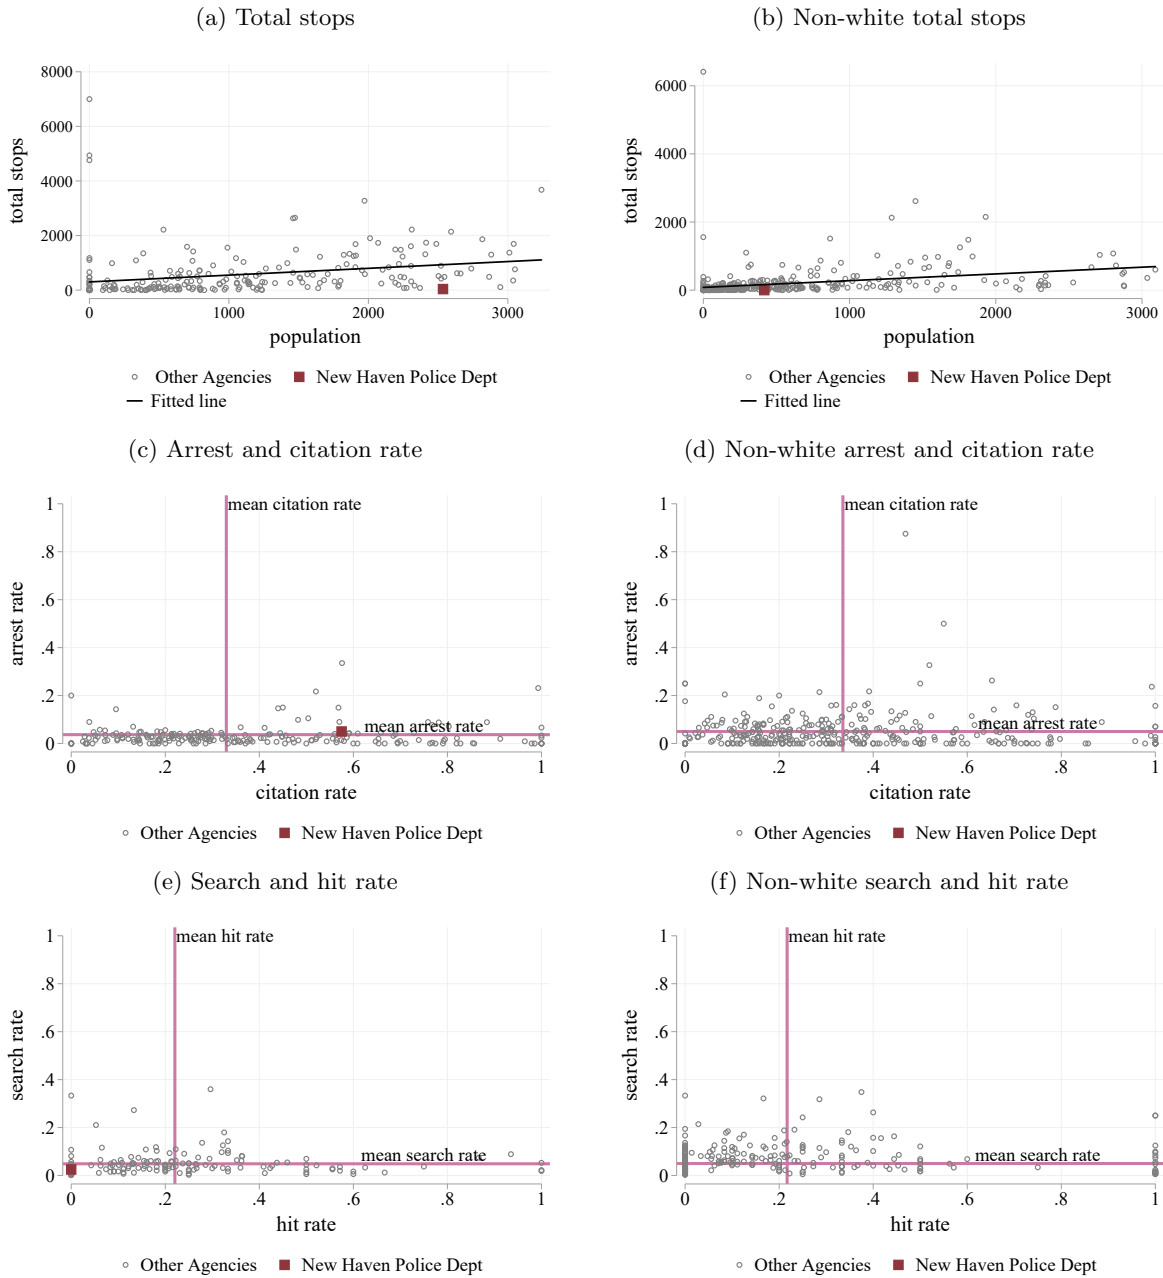 (a) Total stops
(b) Non-white total stops
8000
6000
4000
2000
0
total stops
0 1000 2000 3000
population
Other Agencies New Haven Police Dept
Fitted line
6000
4000
2000
0
total stops
0 1000 2000 3000
population
Other Agencies New Haven Police Dept
Fitted line
(c) Arrest and citation rate
(d) Non-white arrest and citation rate
1
.8
.6
.4
.2
0
arrest rate
mean citation rate
mean arrest rate
0 .2 .4 .6 .8 1
citation rate
Other Agencies New Haven Police Dept
1
.8
.6
.4
.2
0
arrest rate
mean citation rate
mean arrest rate
0 .2 .4 .6 .8 1
citation rate
Other Agencies New Haven Police Dept
(e) Search and hit rate
(f) Non-white search and hit rate
1
.8
.6
.4
.2
0
search rate
mean hit rate
mean search rate
0 .2 .4 .6 .8 1
hit rate
Other Agencies New Haven Police Dept
1
.8
.6
.4
.2
0
search rate
mean hit rate
mean search rate
0 .2 .4 .6 .8 1
hit rate
Other Agencies New Haven Police Dept